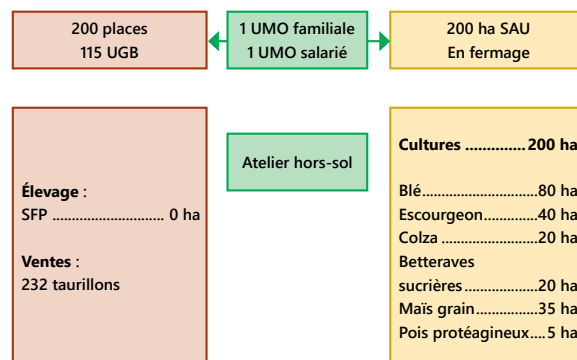 200 places
115 UGB
1 UMO familiale
1 UMO salarié
200 ha SAU
En fermage
Élevage :
SFP ............................ 0 ha
Ventes :
232 taurillons
Atelier hors-sol
Cultures .............. 200 ha
Blé............................. 80 ha
Escourgeon.............. 40 ha
Colza ........................ 20 ha
Betteraves
sucrières................... 20 ha
Maïs grain................. 35 ha
Pois protéagineux.... 5 ha